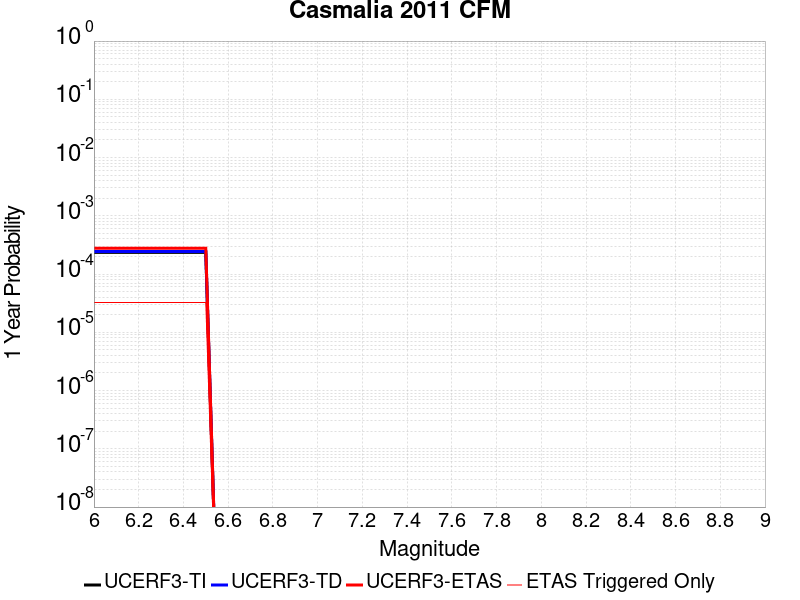 Casmalia 2011 CFM
1 Year Probability
10^0
10^-1
10^-2
10^-3
10^-4
10^-5
10^-6
10^-7
10^-8
6 6.2 6.4 6.6 6.8 7 7.2 7.4 7.6 7.8 8 8.2 8.4 8.6 8.8 9
Magnitude
UCERF3-TI UCERF3-TD UCERF3-ETAS ETAS Triggered Only